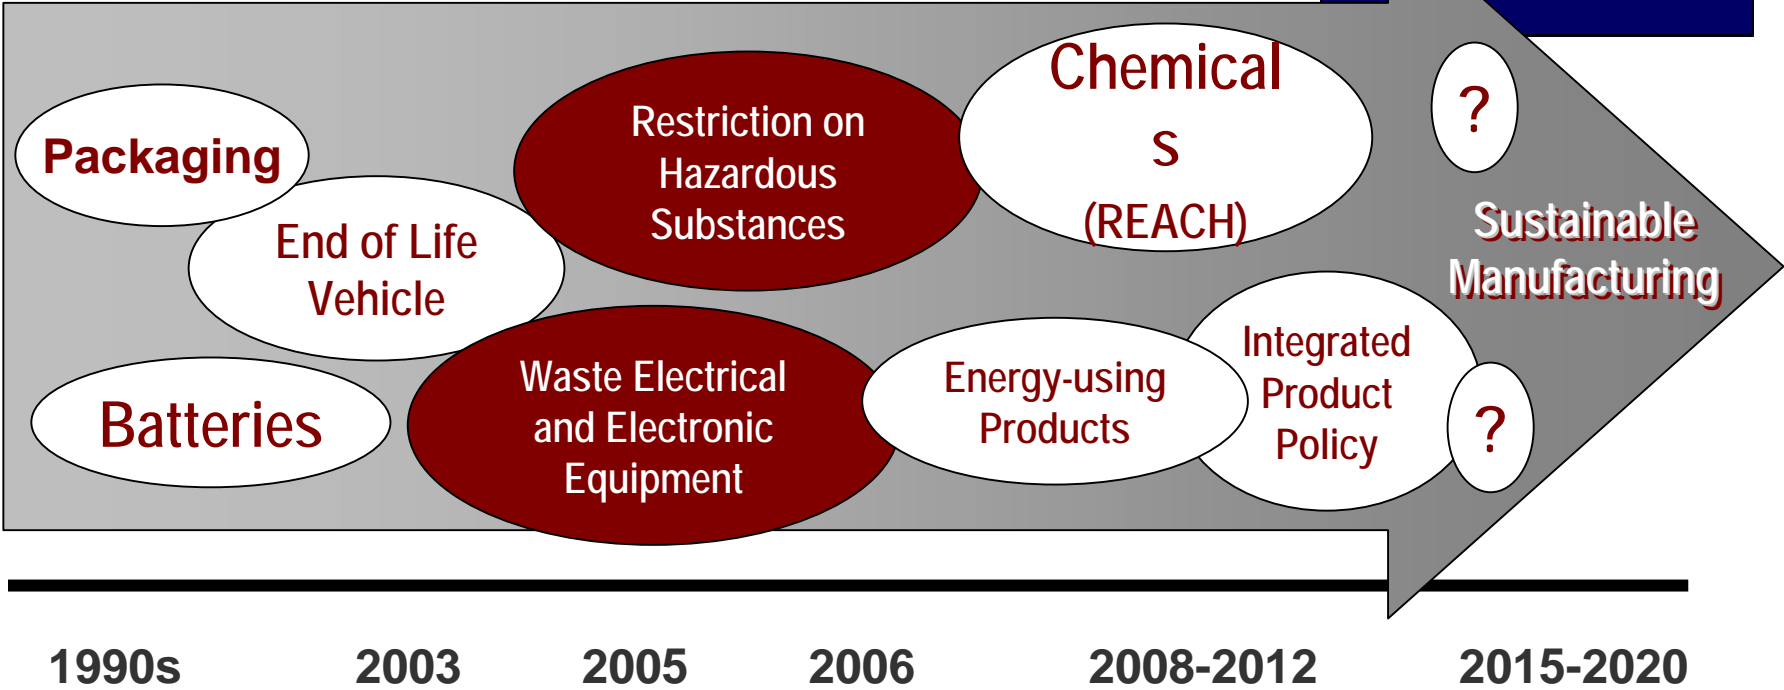 Packaging
End of Life
Vehicle
Batteries
Restriction on
Hazardous
Substances
Waste Electrical
and Electronic
Equipment
Chemical
s
(REACH)
Energy-using
Products
Integrated
Product
Policy
?
?
Sustainable
Manufacturing
1990s 2003 2005 2006 2008-2012 2015-2020